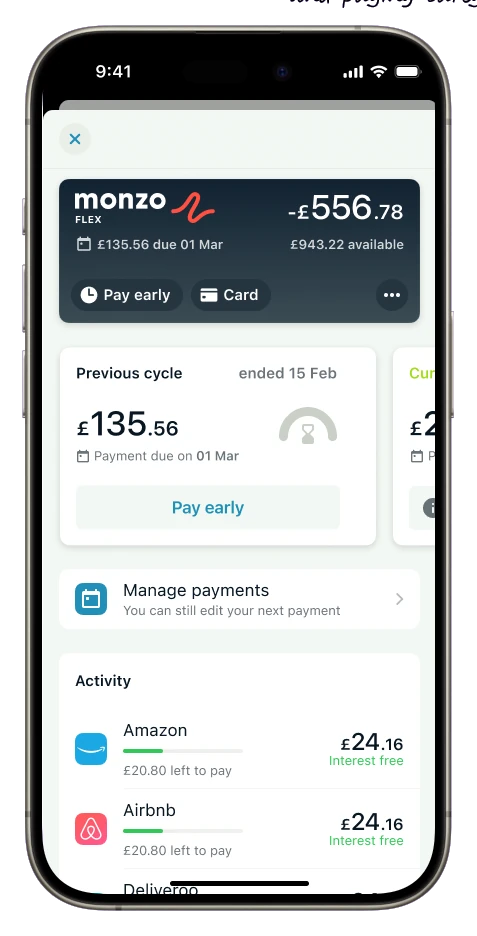 9:41
monzo
FLEX
-£556.78
£135.56 due 01 Mar
£943.22 available
Pay early
Card
Previous cycle
ended 15 Feb
£135.56
Payment due on 01 Mar
Pay early
Cur
£2
P
Manage payments
You can still edit your next payment
Activity
Amazon
£24.16
£20.80 left to pay
Interest free
Airbnb
£24.16
£20.80 left to pay
Interest free
Deliveroo